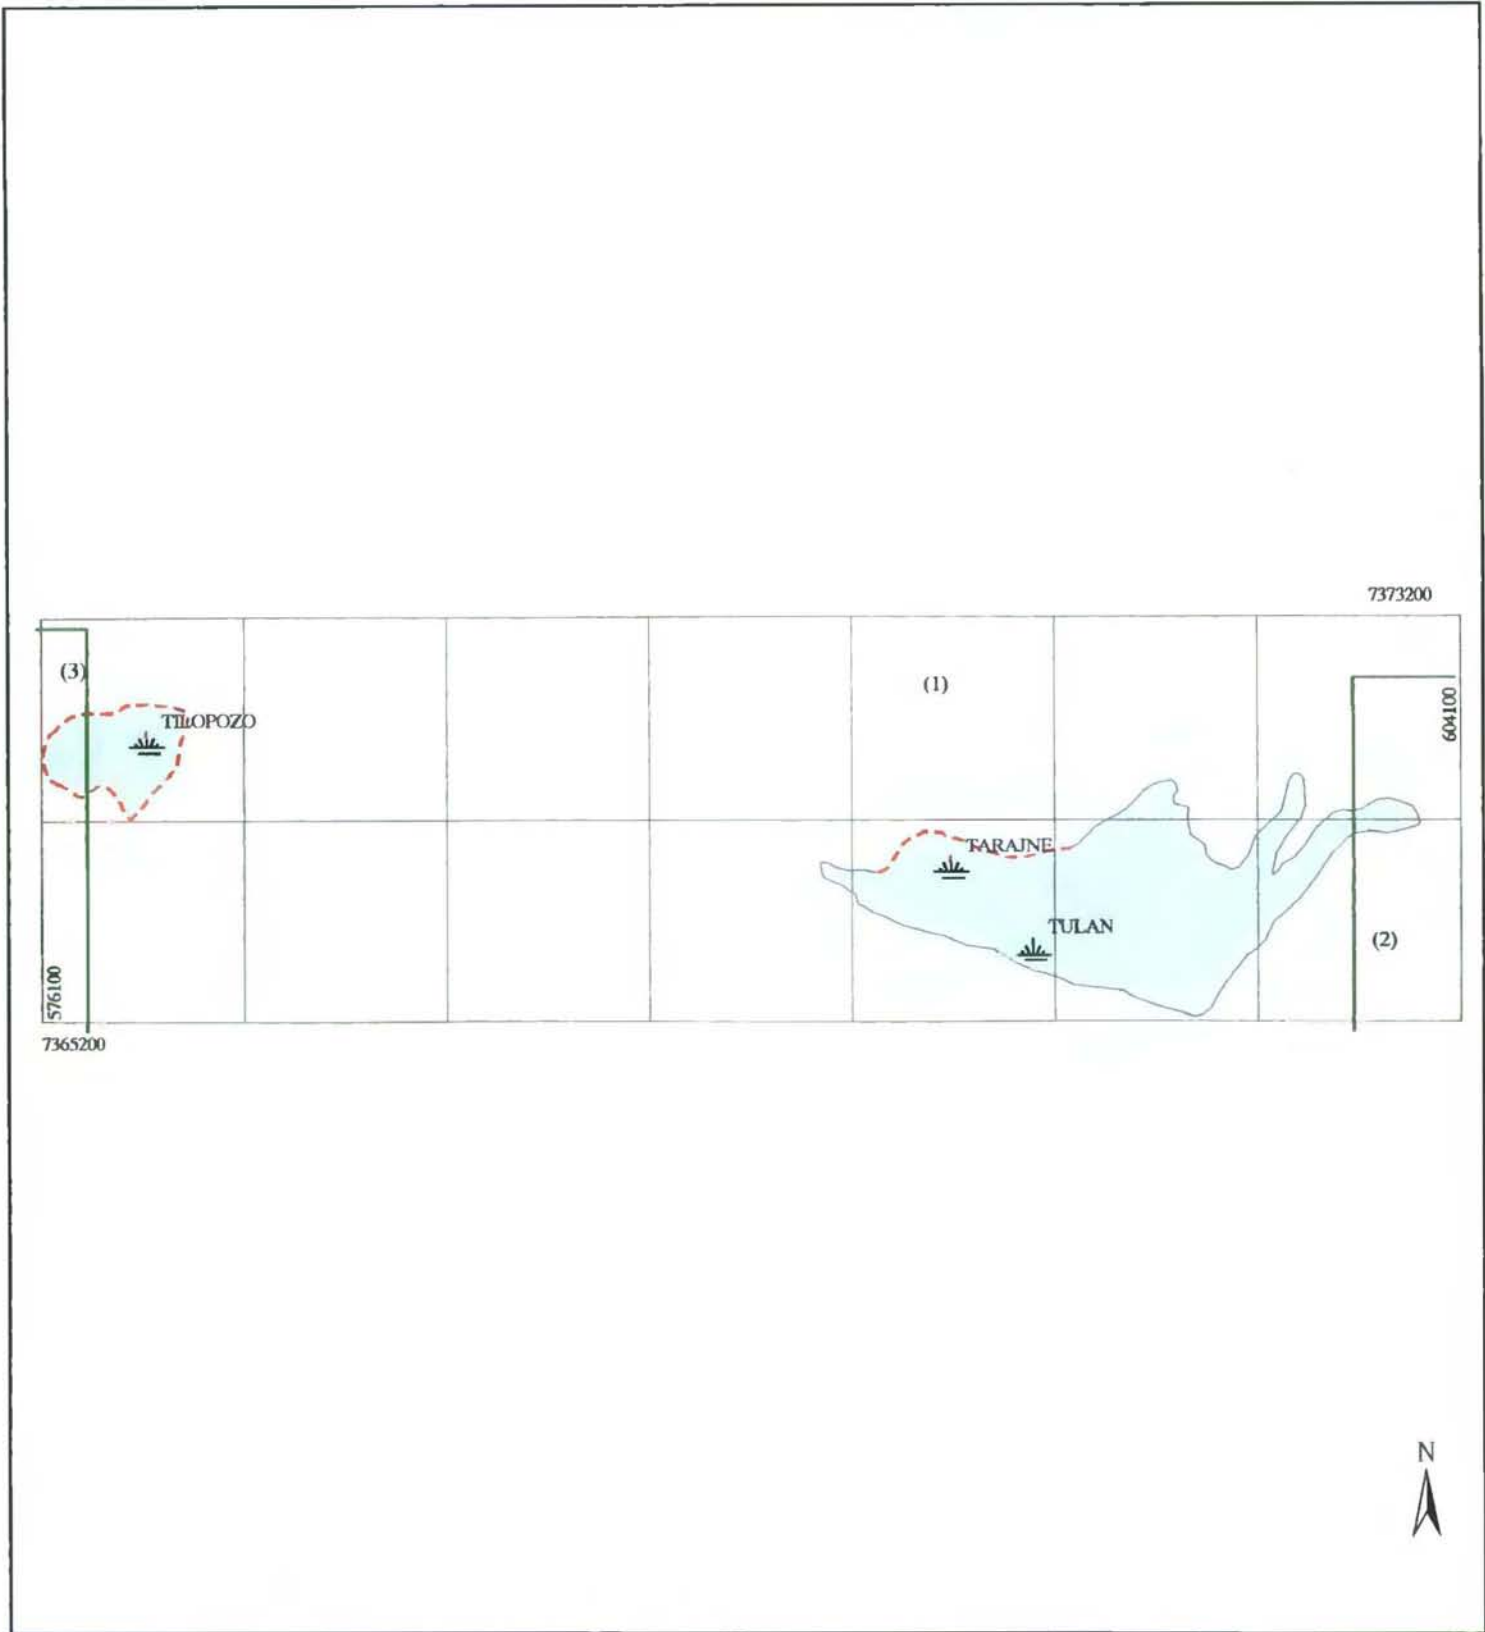 7373200
(3)
(1)
604100
TILOPOZO
TARAJNE
TULAN
(2)
576100
7365200
N